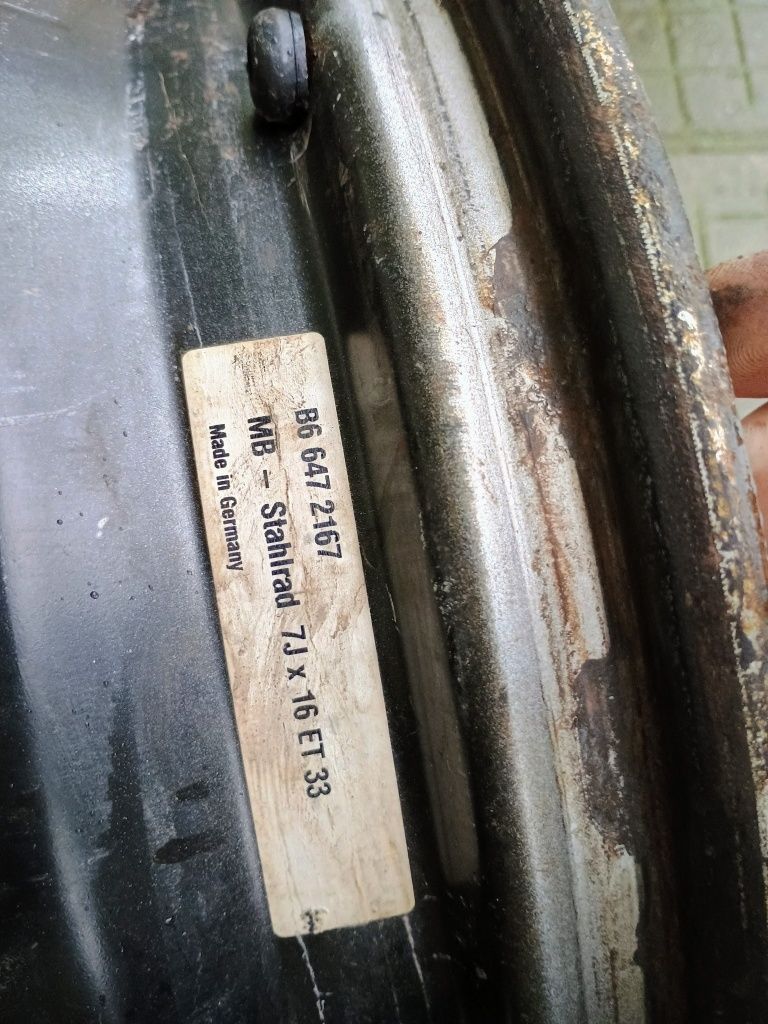 B6 647 2167
MB – Stahlrad 7J x 16 ET 33
Made in Germany